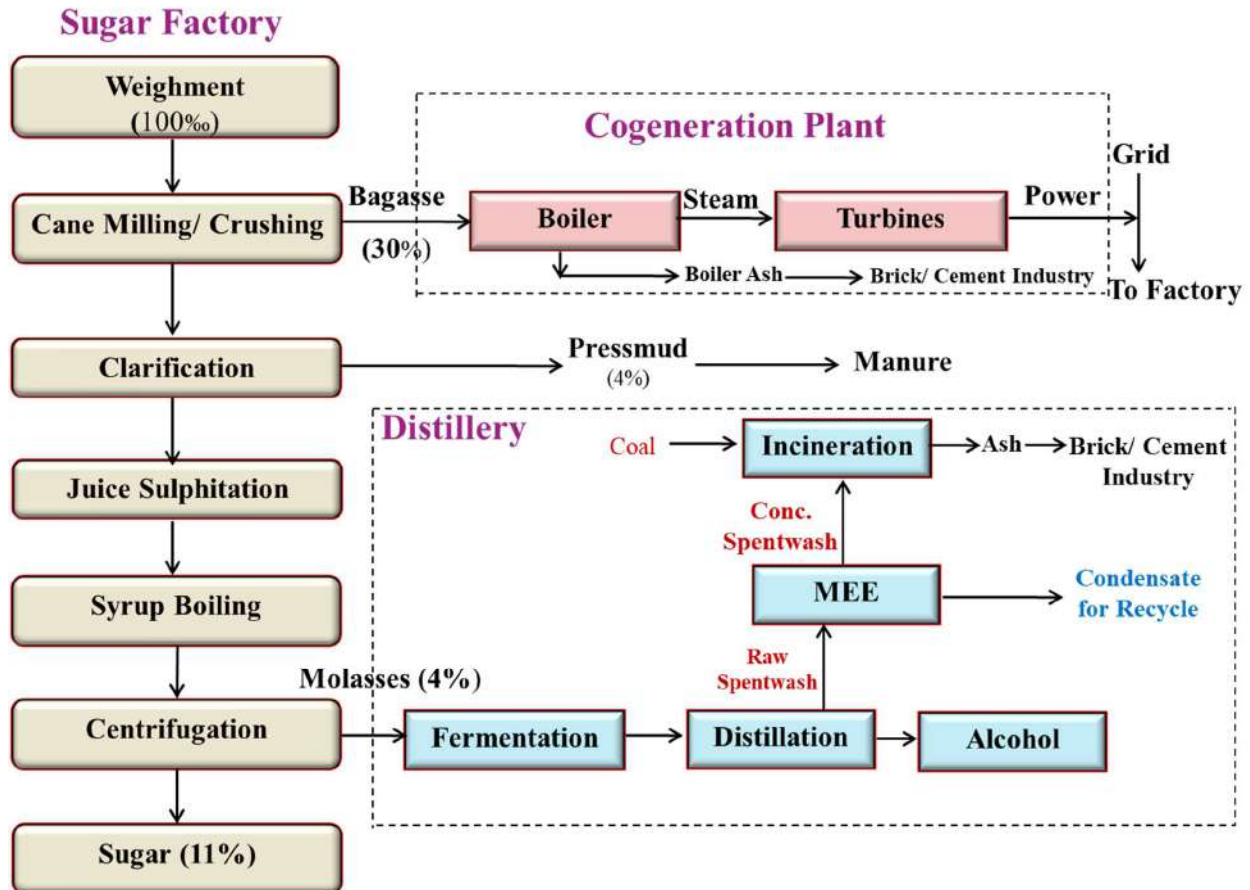 Sugar Factory
Weighment
(100‰)
Cogeneration Plant
Grid
Bagasse
Steam
Power
Cane Milling/ Crushing
Boiler
Turbines
(30%)
Boiler Ash
Brick/ Cement Industry
To Factory
Clarification
Pressmud
(4%)
Manure
Distillery
Coal
Incineration
Ash
Brick/ Cement
Industry
Juice Sulphitation
Conc.
Spentwash
Syrup Boiling
MEE
Condensate
for Recycle
Raw
Spentwash
Molasses (4%)
Centrifugation
Fermentation
Distillation
Alcohol
Sugar (11%)